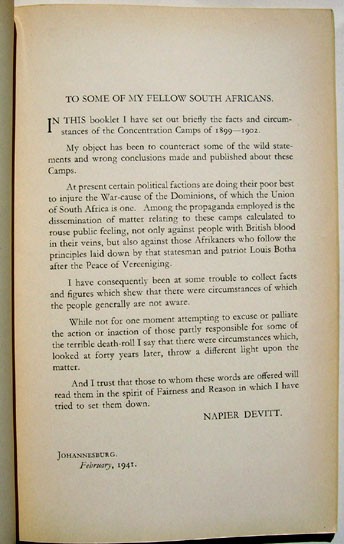 TO SOME OF MY FELLOW SOUTH AFRICANS.
IN THIS booklet I have set out briefly the facts and circum-
stances of the Concentration Camps of 1899—1902.
My object has been to counteract some of the wild state-
ments and wrong conclusions made and published about these
Camps.
At present certain political factions are doing their poor best
to injure the War-cause of the Dominions, of which the Union
of South Africa is one. Among the propaganda employed is the
dissemination of matter relating to these camps calculated to
rouse public feeling, not only against people with British blood
in their veins, but also against those Afrikaners who follow the
principles laid down by that statesman and patriot Louis Botha
after the Peace of Vereeniging.
I have consequently been at some trouble to collect facts
and figures which shew that there were circumstances of which
the people generally are not aware.
While not for one moment attempting to excuse or palliate
the action or inaction of those partly responsible for some of
the terrible death-roll I say that there were circumstances which,
looked at forty years later, throw a different light upon the
matter.
And I trust that those to whom these words are offered will
read them in the spirit of Fairness and Reason in which I have
tried to set them down.
NAPIER DEVITT.
JOHANNESBURG.
February, 1941.